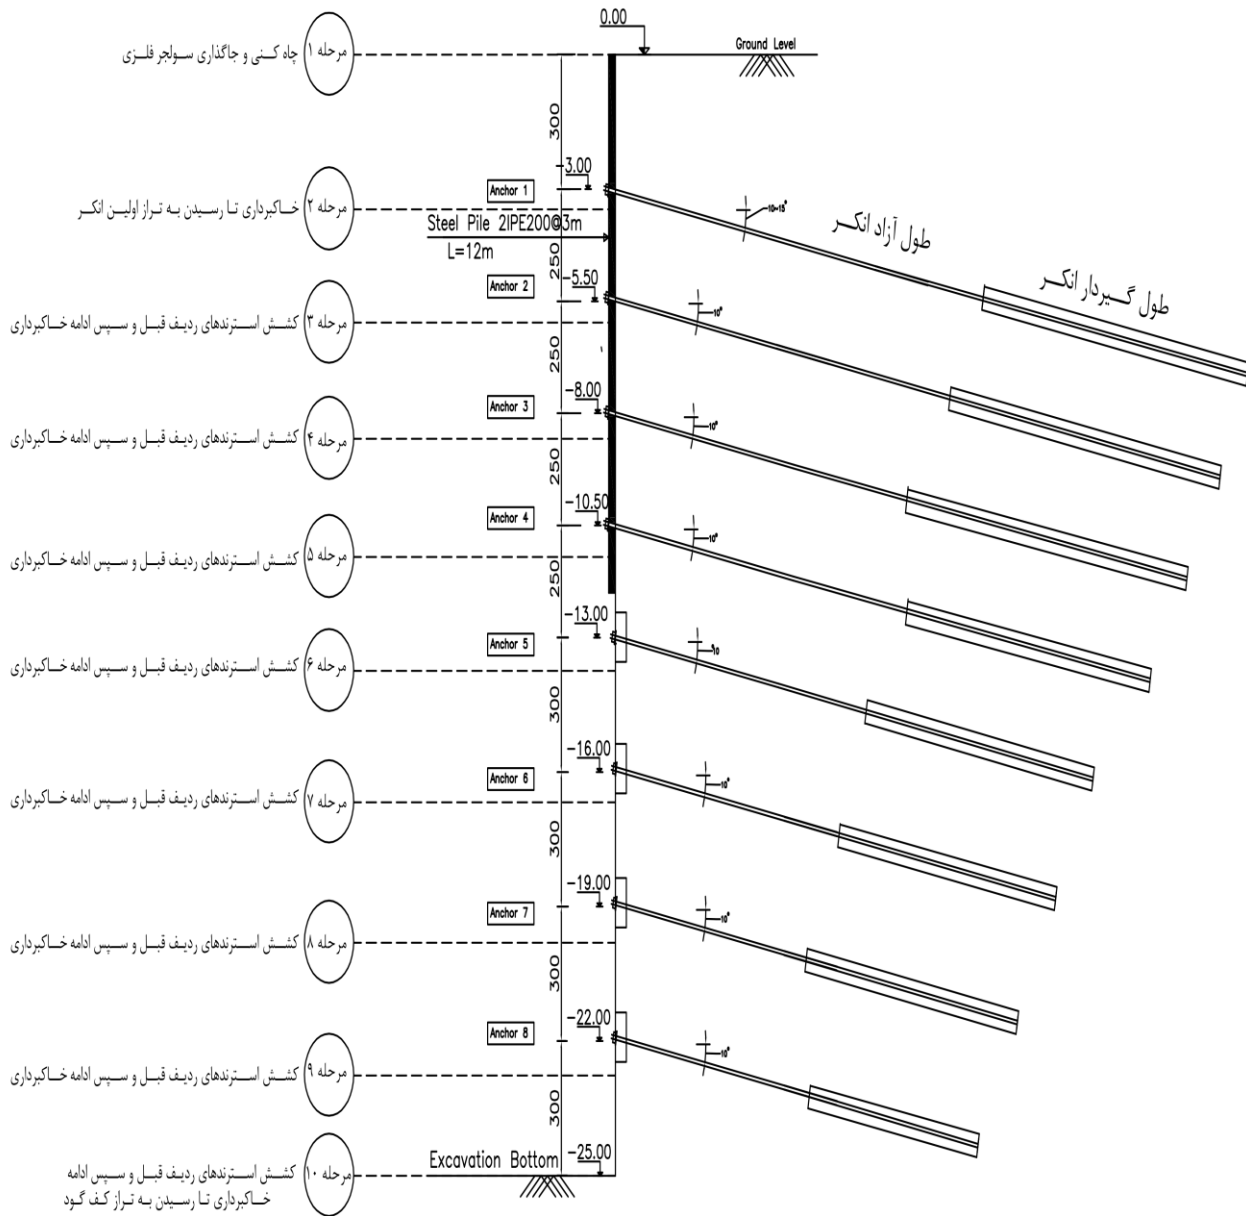 0.00
Ground Level
مرحله ۱
چاه کنی و جاگذاری سولجر فلزی
300
-3.00
Anchor 1
10~15°
مرحله ۲
خاکبرداری تا رسیدن به تراز اولین انکر
Steel Pile 2IPE200@3m
L=12m
طول آزاد انکر
طول گیردار انکر
250
-5.50
Anchor 2
10°
مرحله ۳
کشش استرندهای ردیف قبل و سپس ادامه خاکبرداری
250
-8.00
Anchor 3
10°
مرحله ۴
کشش استرندهای ردیف قبل و سپس ادامه خاکبرداری
250
-10.50
Anchor 4
10°
مرحله ۵
کشش استرندهای ردیف قبل و سپس ادامه خاکبرداری
250
-13.00
Anchor 5
°10
مرحله ۶
کشش استرندهای ردیف قبل و سپس ادامه خاکبرداری
300
-16.00
Anchor 6
10°
مرحله ۷
کشش استرندهای ردیف قبل و سپس ادامه خاکبرداری
300
-19.00
Anchor 7
10°
مرحله ۸
کشش استرندهای ردیف قبل و سپس ادامه خاکبرداری
300
-22.00
Anchor 8
10°
مرحله ۹
کشش استرندهای ردیف قبل و سپس ادامه خاکبرداری
300
-25.00
Excavation Bottom
مرحله ۱۰
کشش استرندهای ردیف قبل و سپس ادامه
خاکبرداری تا رسیدن به تراز کف گود